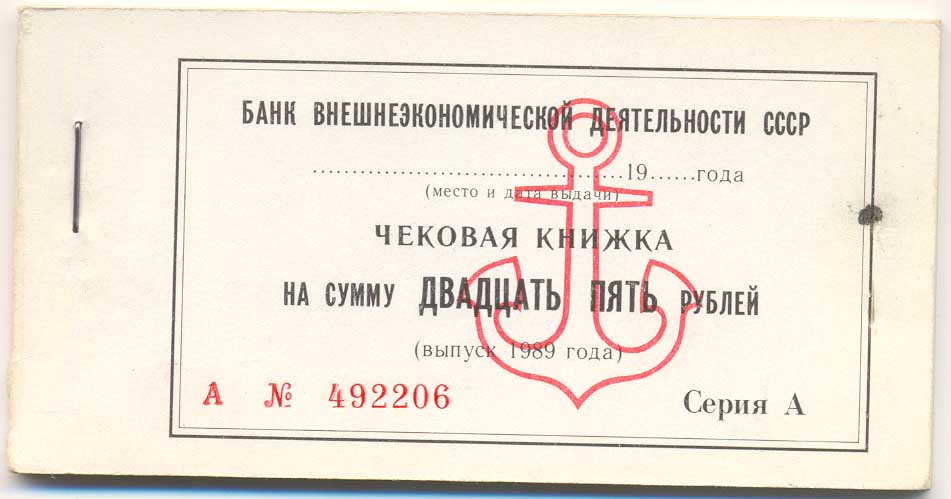 БАНК ВНЕШНЕЭКОНОМИЧЕСКОЙ ДЕЯТЕЛЬНОСТИ СССР
.......................................19......года
(место и дата выдачи)
ЧЕКОВАЯ КНИЖКА
НА СУММУ ДВАДЦАТЬ ПЯТЬ РУБЛЕЙ
(выпуск 1989 года)
А № 492206 Серия А